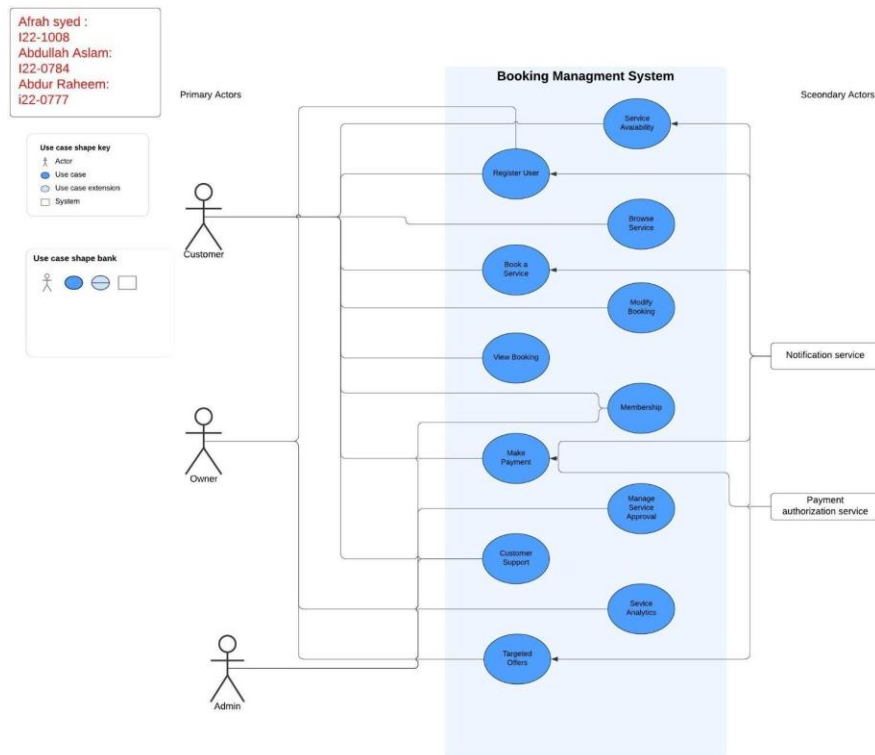 Afrah syed :
I22-1008
Abdullah Aslam:
I22-0784
Abdur Raheem:
i22-0777
Primary Actors
Booking Managment System
Sceondary Actors
Use case shape key
Actor
Use case
Use case extension
System
Use case shape bank
Service
Avaiability
Register User
Browse
Service
Customer
Book a
Service
Modify
Booking
View Booking
Notification service
Membership
Owner
Make
Payment
Manage
Service
Approval
Payment
authorization service
Customer
Support
Sevice
Analytics
Targeted
Offers
Admin